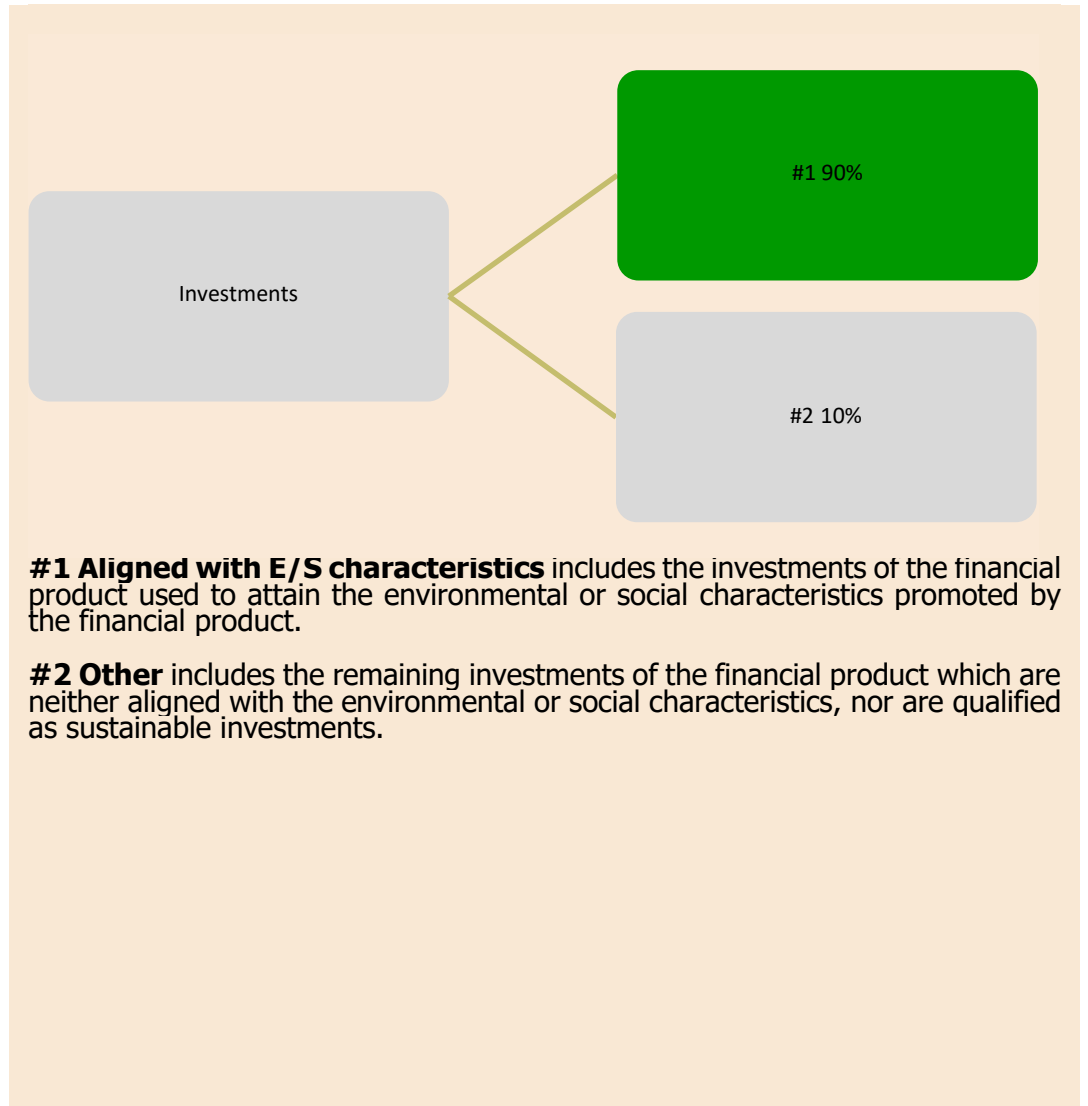 #1 90%
Investments
#2 10%
#1 Aligned with E/S characteristics includes the investments of the financial
product used to attain the environmental or social characteristics promoted by
the financial product.
#2 Other includes the remaining investments of the financial product which are
neither aligned with the environmental or social characteristics, nor are qualified
as sustainable investments.